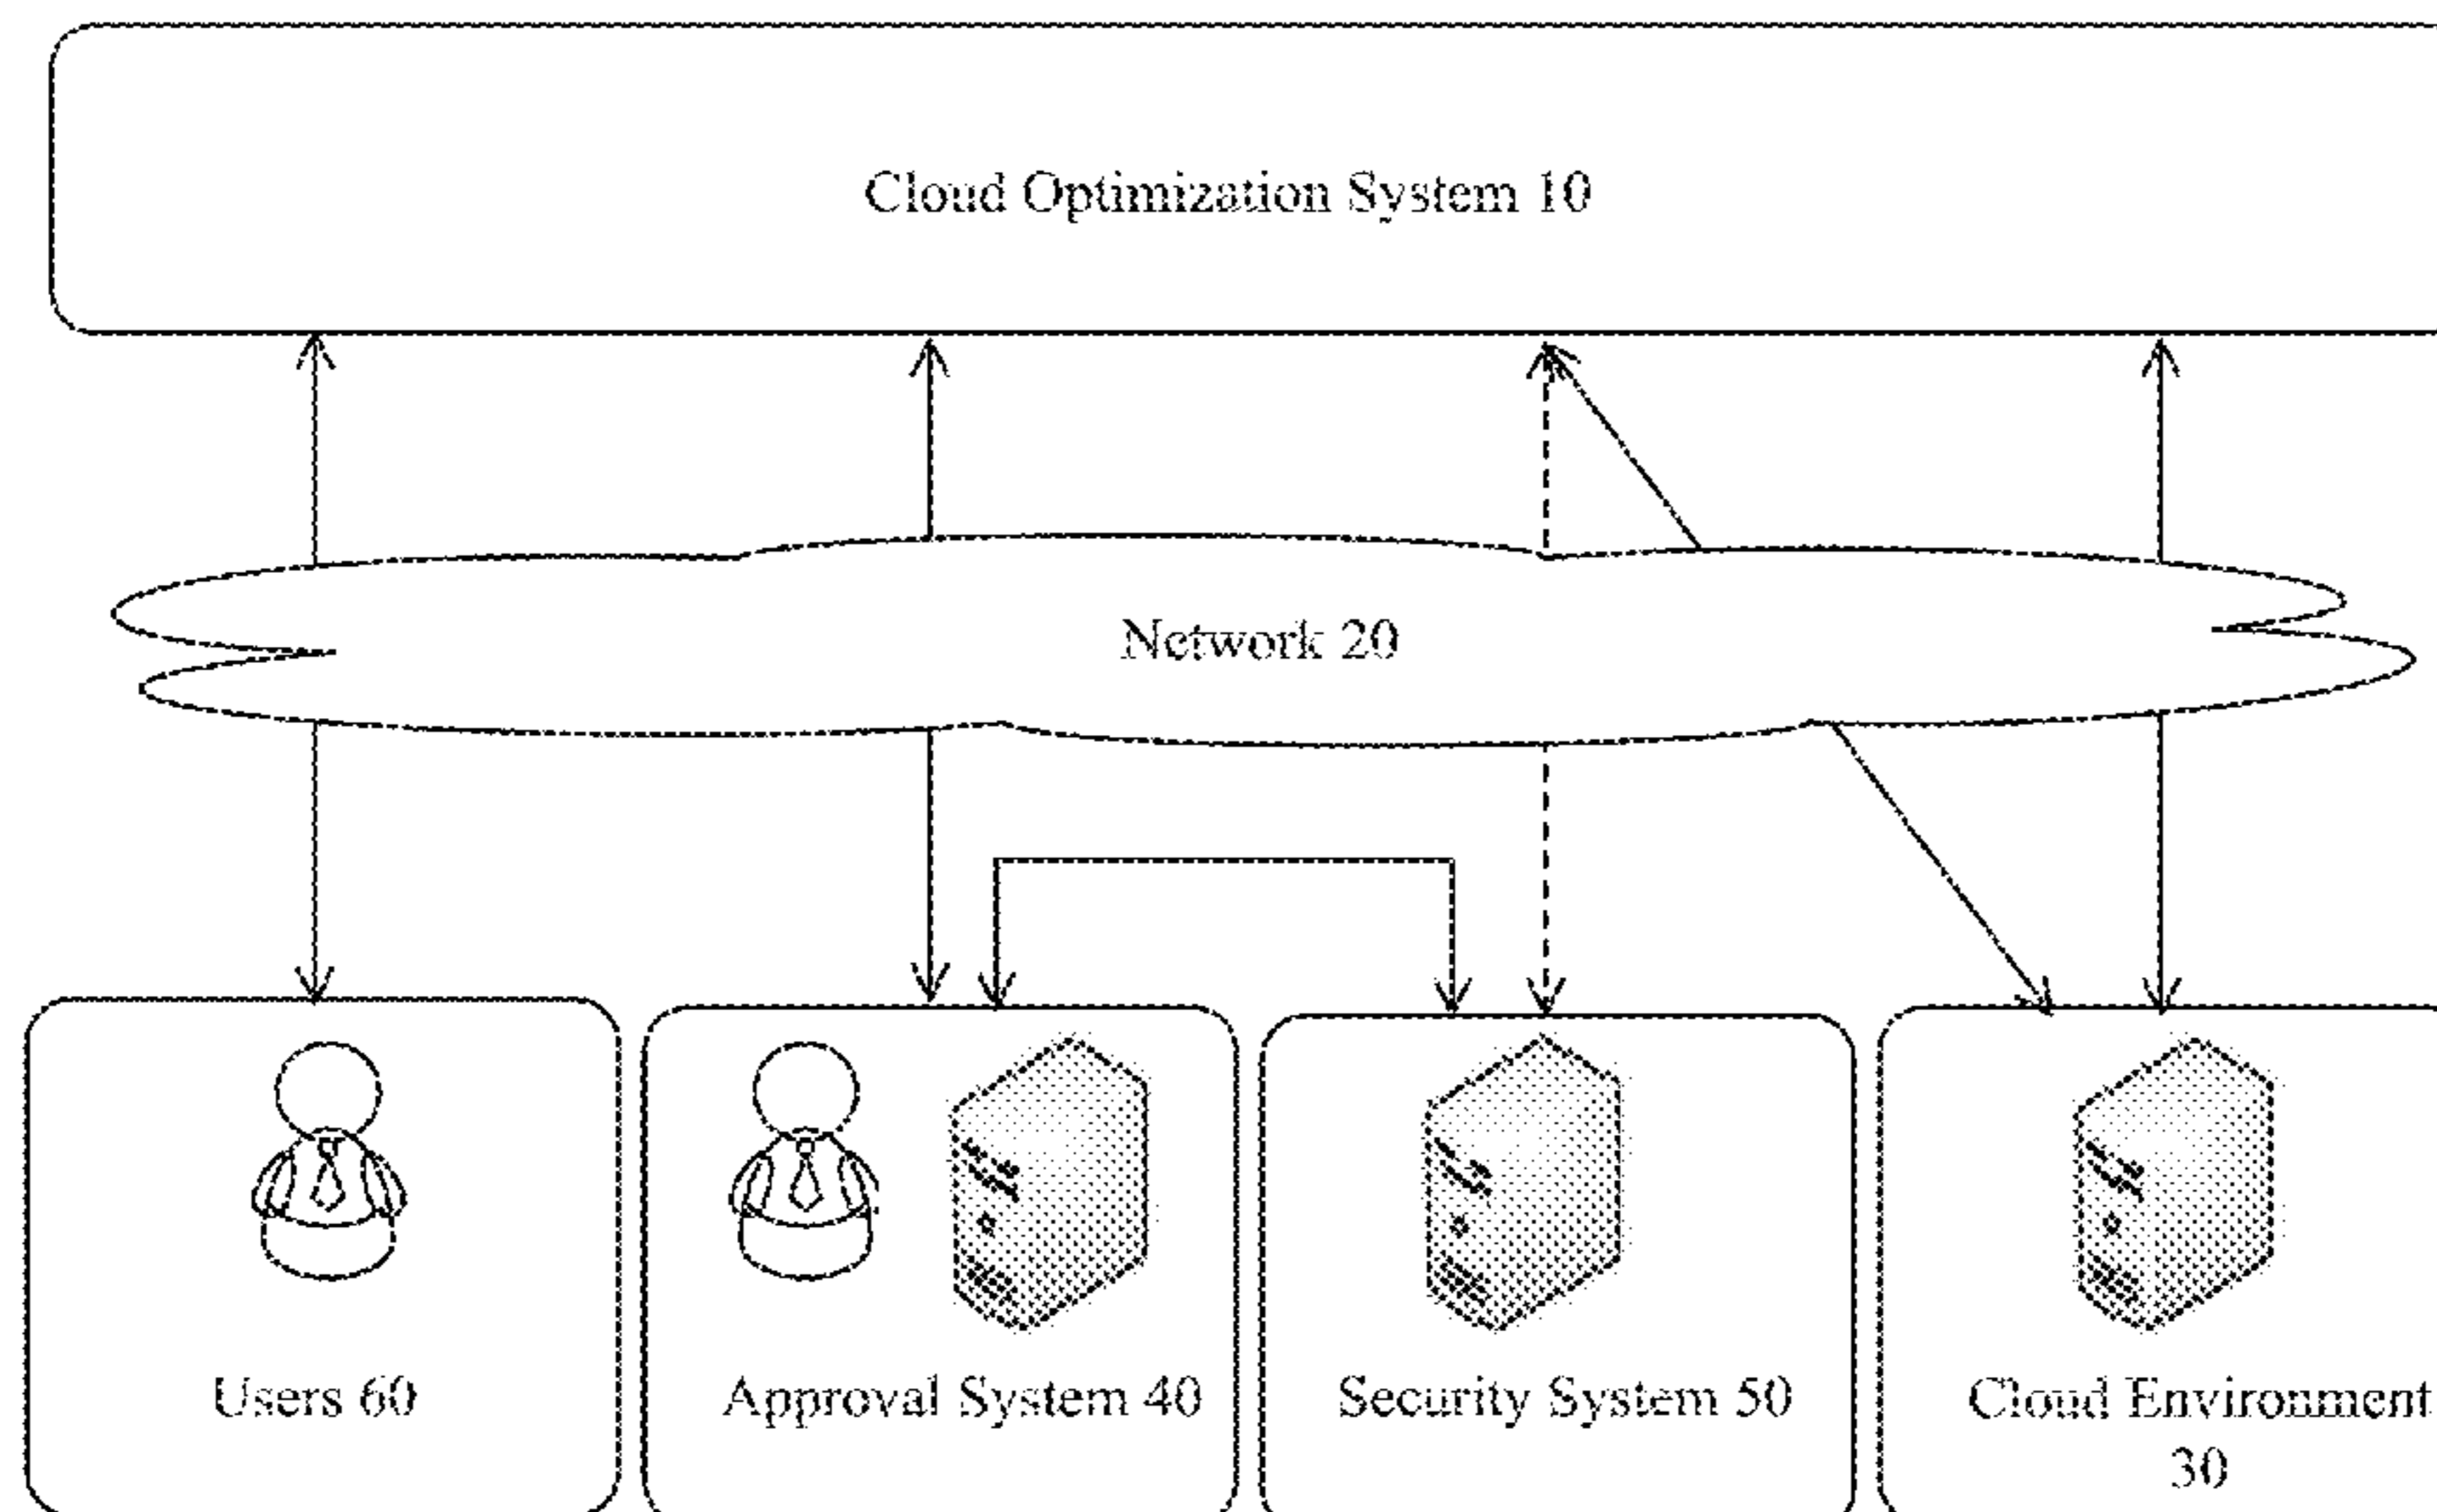 Cloud Optimization System 10
Network 20
Users 60
Approval System 40
Security System 50
Cloud Environment
30